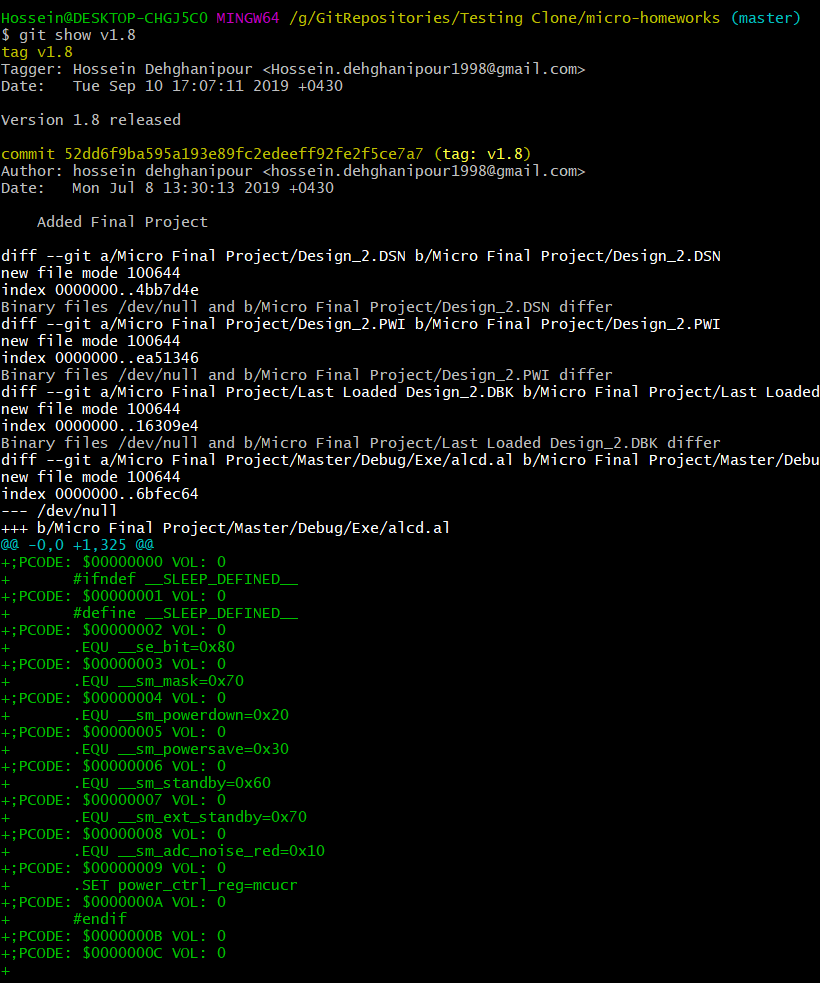 Hossein@DESKTOP-CHGJ5CO MINGW64 /g/GitRepositories/Testing Clone/micro-homeworks (master)
$ git show v1.8
tag v1.8
Tagger: Hossein Dehghanipour <Hossein.dehghanipour1998@gmail.com>
Date:   Tue Sep 10 17:07:11 2019 +0430

Version 1.8 released

commit 52dd6f9ba595a193e89fc2edeeff92fe2f5ce7a7 (tag: v1.8)
Author: hossein dehghanipour <hossein.dehghanipour1998@gmail.com>
Date:   Mon Jul 8 13:30:13 2019 +0430

    Added Final Project

diff --git a/Micro Final Project/Design_2.DSN b/Micro Final Project/Design_2.DSN
new file mode 100644
index 0000000..4bb7d4e
Binary files /dev/null and b/Micro Final Project/Design_2.DSN differ
diff --git a/Micro Final Project/Design_2.PWI b/Micro Final Project/Design_2.PWI
new file mode 100644
index 0000000..ea51346
Binary files /dev/null and b/Micro Final Project/Design_2.PWI differ
diff --git a/Micro Final Project/Last Loaded Design_2.DBK b/Micro Final Project/Last Loaded
new file mode 100644
index 0000000..16309e4
Binary files /dev/null and b/Micro Final Project/Last Loaded Design_2.DBK differ
diff --git a/Micro Final Project/Master/Debug/Exe/alcd.al b/Micro Final Project/Master/Debu
new file mode 100644
index 0000000..6bfec64
--- /dev/null
+++ b/Micro Final Project/Master/Debug/Exe/alcd.al
@@ -0,0 +1,325 @@
+;PCODE: $00000000 VOL: 0
+       #ifndef __SLEEP_DEFINED__
+;PCODE: $00000001 VOL: 0
+       #define __SLEEP_DEFINED__
+;PCODE: $00000002 VOL: 0
+       .EQU __se_bit=0x80
+;PCODE: $00000003 VOL: 0
+       .EQU __sm_mask=0x70
+;PCODE: $00000004 VOL: 0
+       .EQU __sm_powerdown=0x20
+;PCODE: $00000005 VOL: 0
+       .EQU __sm_powersave=0x30
+;PCODE: $00000006 VOL: 0
+       .EQU __sm_standby=0x60
+;PCODE: $00000007 VOL: 0
+       .EQU __sm_ext_standby=0x70
+;PCODE: $00000008 VOL: 0
+       .EQU __sm_adc_noise_red=0x10
+;PCODE: $00000009 VOL: 0
+       .SET power_ctrl_reg=mcucr
+;PCODE: $0000000A VOL: 0
+       #endif
+;PCODE: $0000000B VOL: 0
+;PCODE: $0000000C VOL: 0
+